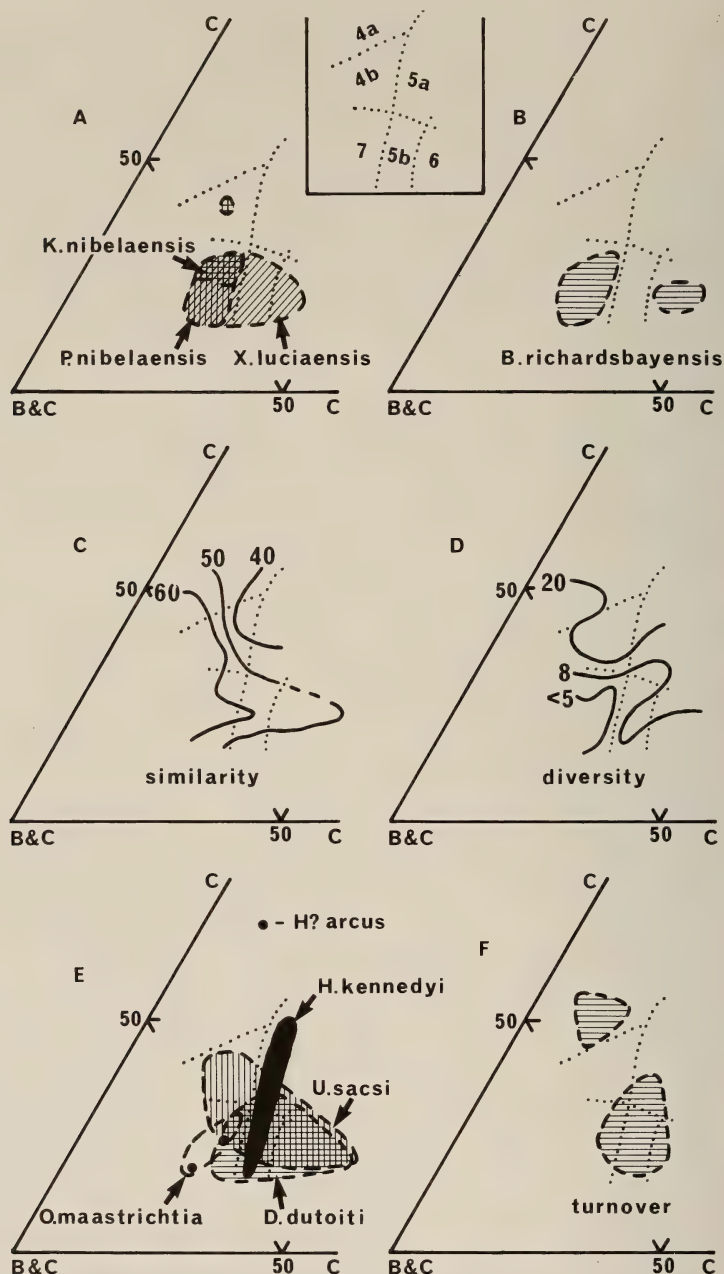 C
C
4a
4b 5a
A
B
50
7 5b 6
K.nibelaensis
P.nibelaensis X.luciaensis
B.richardsbayensis
B&C 50 C
B&C 50 C
C
C
C
D
50 60 50 40
50 20
8
<5
similarity
diversity
B&C 50 C
B&C 50 C
C
C
• – H? arcus
E
F
H.kennedyi
50
50
U.sacsi
O.maastrichtia D.dutoiti
turnover
B&C 50 C
B&C 50 C